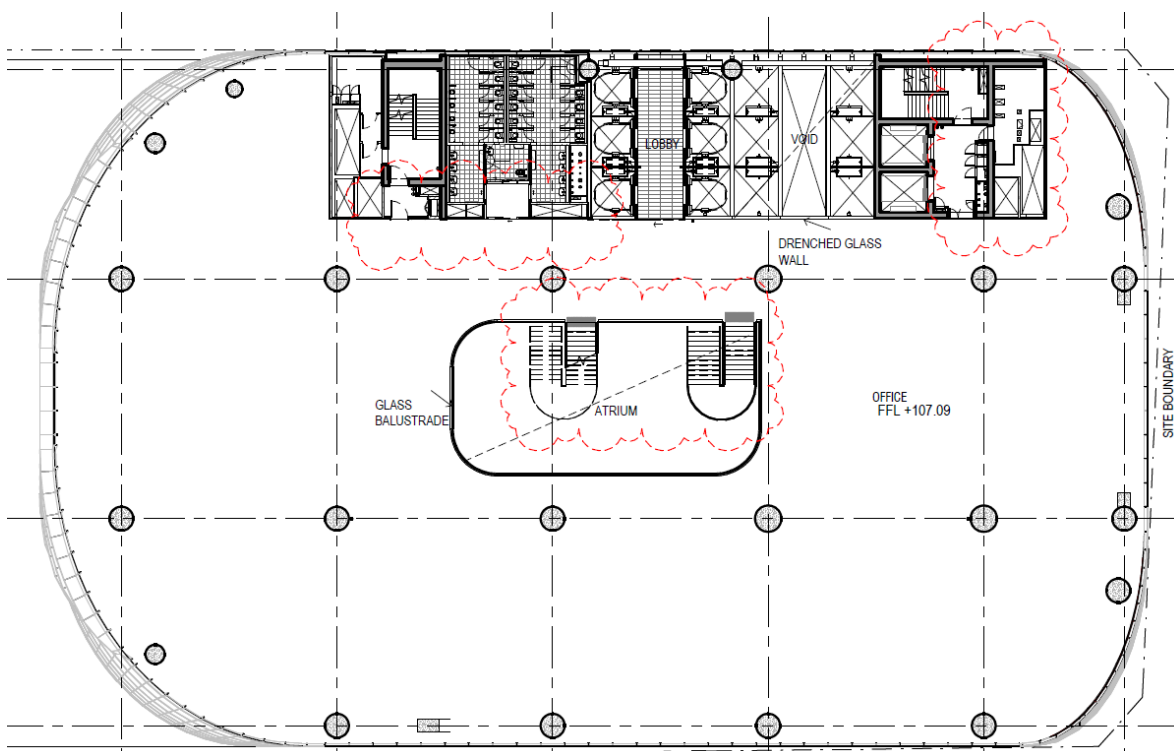 LOBBY
VOID
DRENCHED GLASS
WALL
GLASS
BALUSTRADE
ATRIUM
OFFICE
FFL +107.09
SITE BOUNDARY